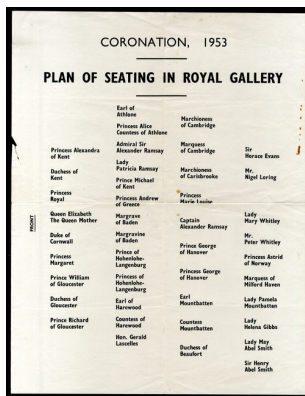 CORONATION, 1953
PLAN OF SEATING IN ROYAL GALLERY
FRONT
Princess Alexandra
of Kent
Duchess of
Kent
Princess
Royal
Queen Elizabeth
The Queen Mother
Duke of
Cornwall
Princess
Margaret
Prince William
of Gloucester
Duchess of
Gloucester
Prince Richard
of Gloucester
Earl of
Athlone
Princess Alice
Countess of Athlone
Admiral Sir
Alexander Ramsay
Lady
Patricia Ramsay
Prince Michael
of Kent
Princess Andrew
of Greece
Margrave
of Baden
Margravine
of Baden
Prince of
Hohenlohe-
Langenburg
Princess of
Hohenlohe-
Langenburg
Earl of
Harewood
Countess of
Harewood
Hon. Gerald
Lascelles
Marchioness
of Cambridge
Marquess
of Cambridge
Marchioness
of Carisbrooke
Princess
Marie Louise
Captain
Alexander Ramsay
Prince George
of Hanover
Princess George
of Hanover
Earl
Mountbatten
Countess
Mountbatten
Duchess of
Beaufort
Sir
Horace Evans
Mr.
Nigel Loring
Lady
Mary Whitley
Mr.
Peter Whitley
Princess Astrid
of Norway
Marquess of
Milford Haven
Lady Pamela
Mountbatten
Lady
Helena Gibbs
Lady May
Abel Smith
Sir Henry
Abel Smith